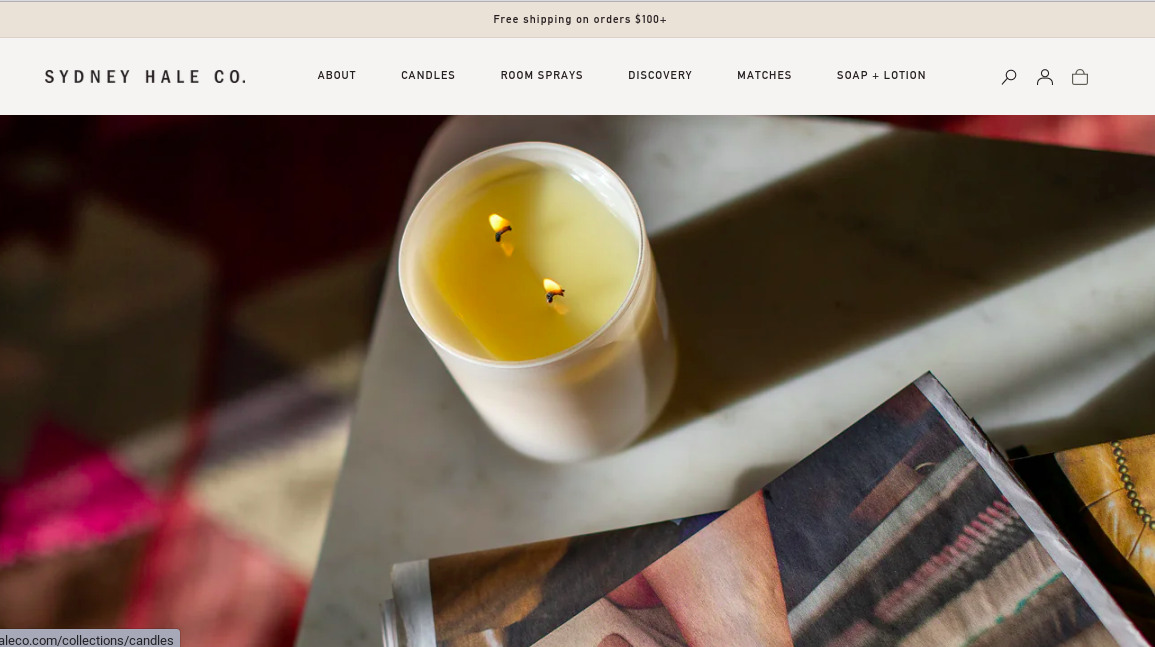 Free shipping on orders $100+
SYDNEY HALE CO.
ABOUT CANDLES ROOM SPRAYS DISCOVERY MATCHES SOAP + LOTION
aleco.com/collections/candles